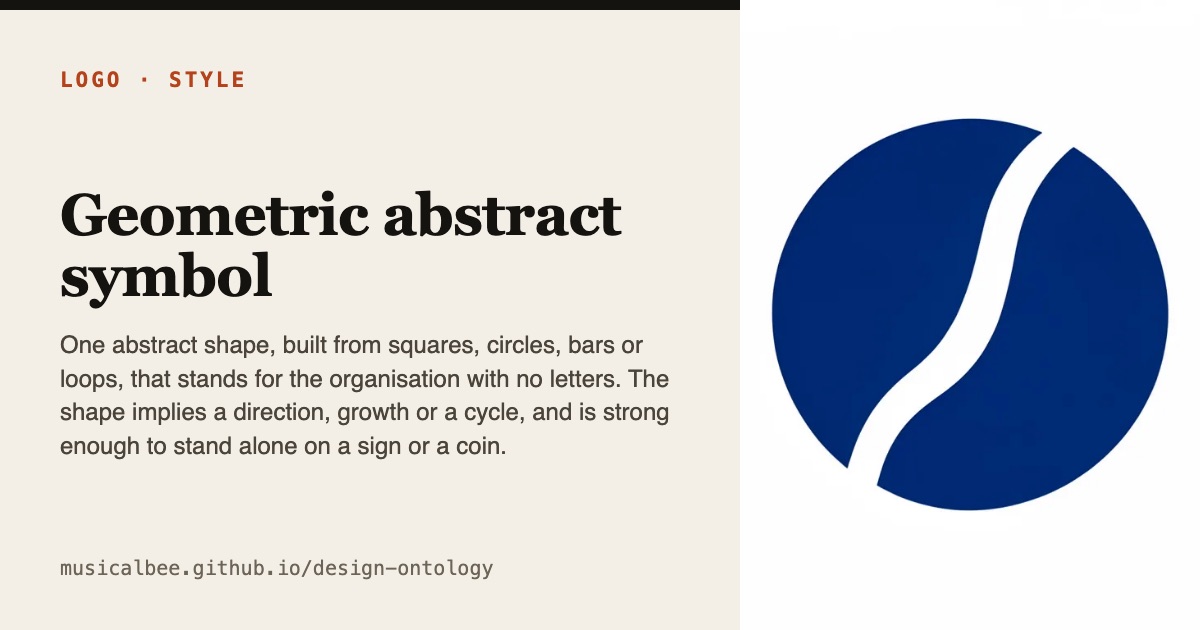 LOGO · STYLE
Geometric abstract
symbol
One abstract shape, built from squares, circles, bars or
loops, that stands for the organisation with no letters. The
shape implies a direction, growth or a cycle, and is strong
enough to stand alone on a sign or a coin.
musicalbee.github.io/design-ontology